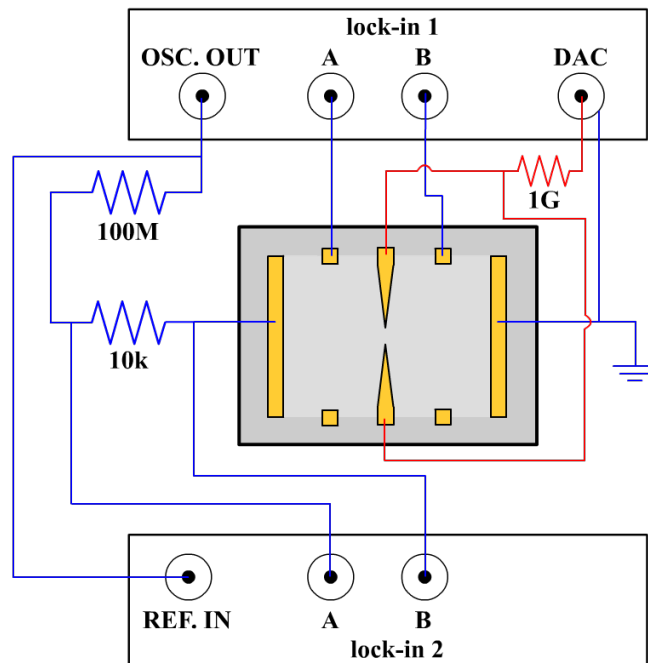 lock-in 1
OSC. OUT A B DAC
1G
100M
10k
REF. IN A B
lock-in 2